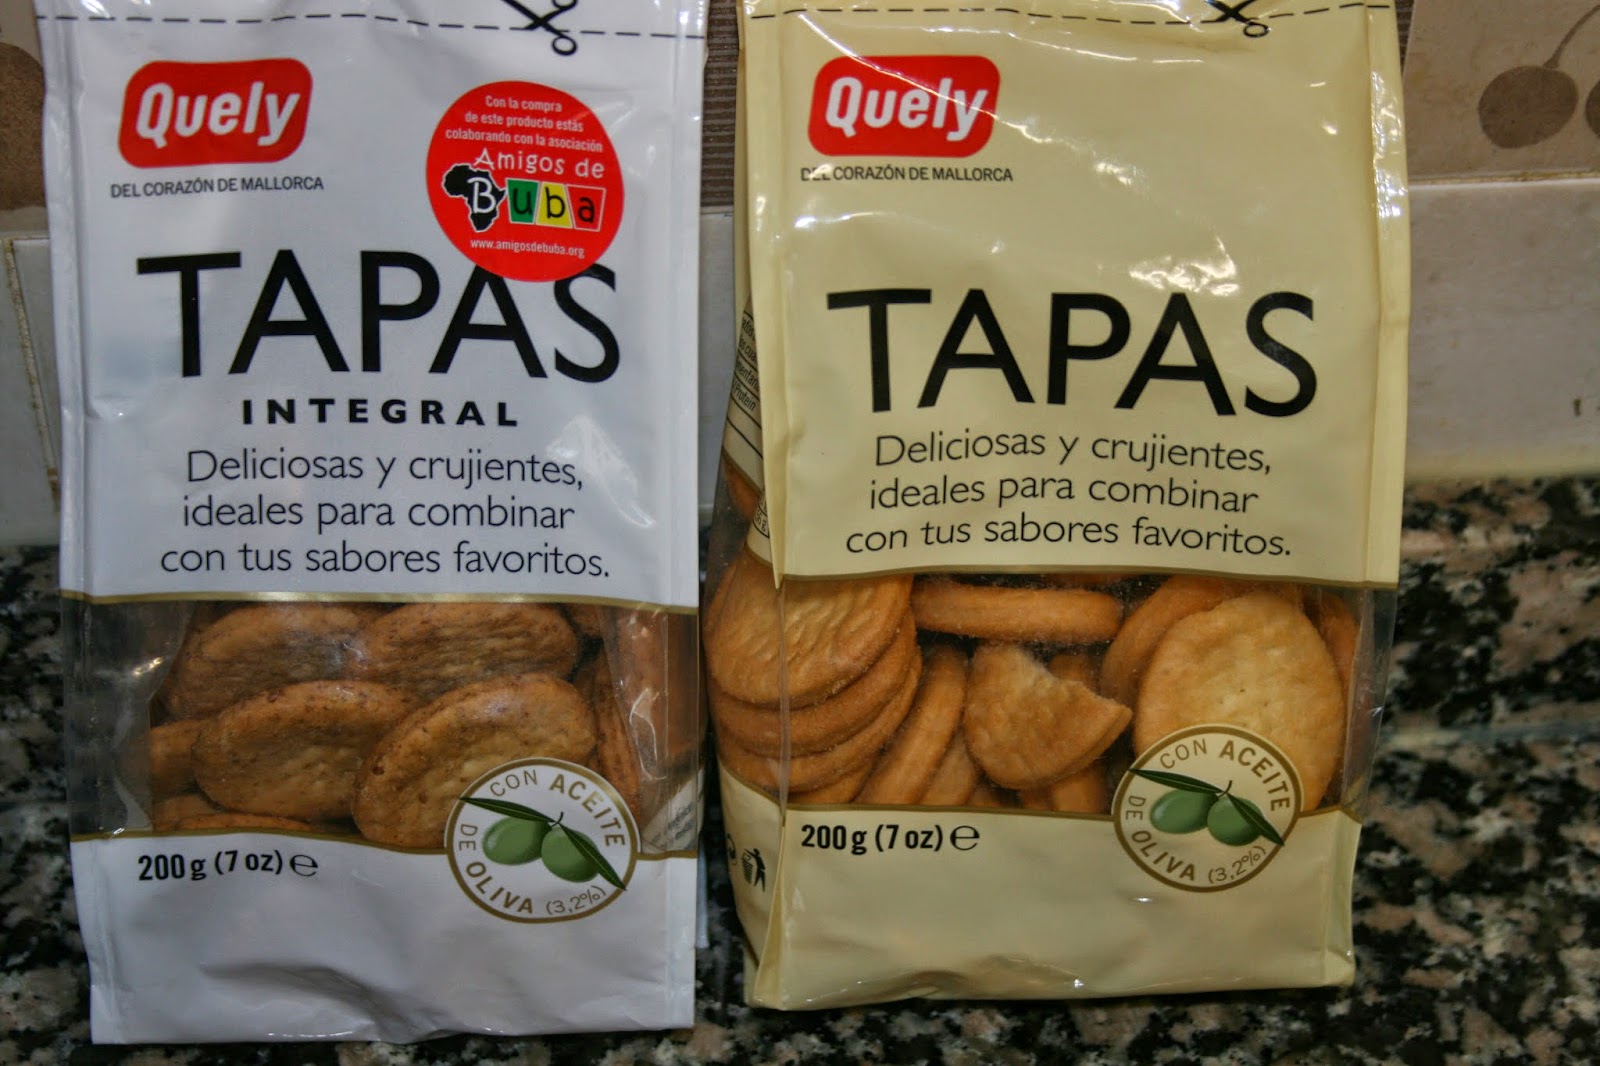 Quely
DEL CORAZÓN DE MALLORCA
Con la compra
de este producto estás
colaborando con la asociación
Amigos de
Buba
www.amigosdebuba.org
TAPAS
INTEGRAL
Deliciosas y crujientes,
ideales para combinar
con tus sabores favoritos.
200 g (7 oz) ℮
CON ACEITE
DE OLIVA (3,2%)
Quely
DEL CORAZÓN DE MALLORCA
TAPAS
Deliciosas y crujientes,
ideales para combinar
con tus sabores favoritos.
200 g (7 oz) ℮
CON ACEITE
DE OLIVA (3,2%)